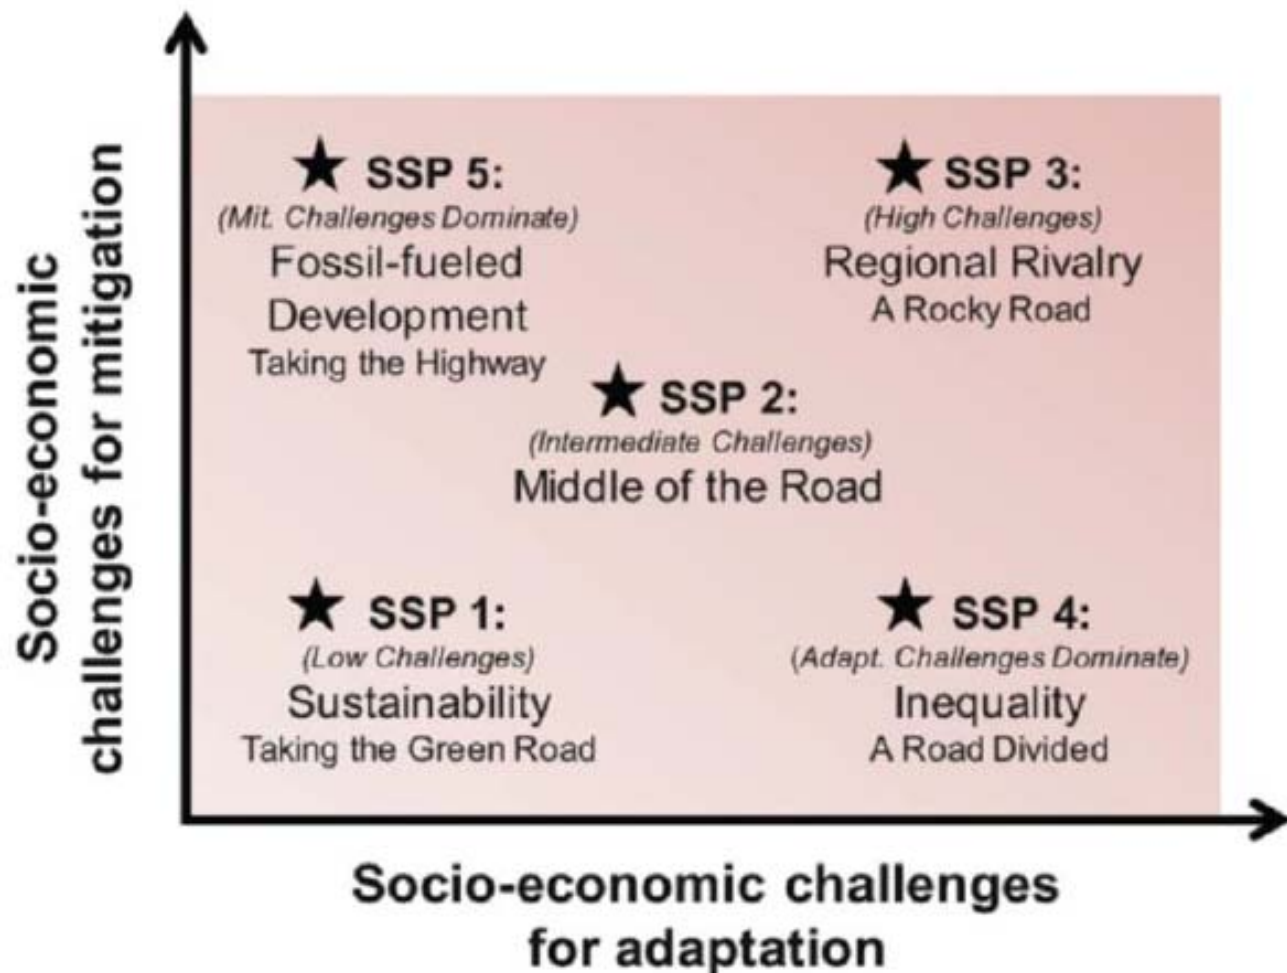 Socio-economic
challenges for mitigation
SSP 5:
(Mit. Challenges Dominate)
Fossil-fueled
Development
Taking the Highway
SSP 3:
(High Challenges)
Regional Rivalry
A Rocky Road
SSP 2:
(Intermediate Challenges)
Middle of the Road
SSP 1:
(Low Challenges)
Sustainability
Taking the Green Road
SSP 4:
(Adapt. Challenges Dominate)
Inequality
A Road Divided
Socio-economic challenges
for adaptation